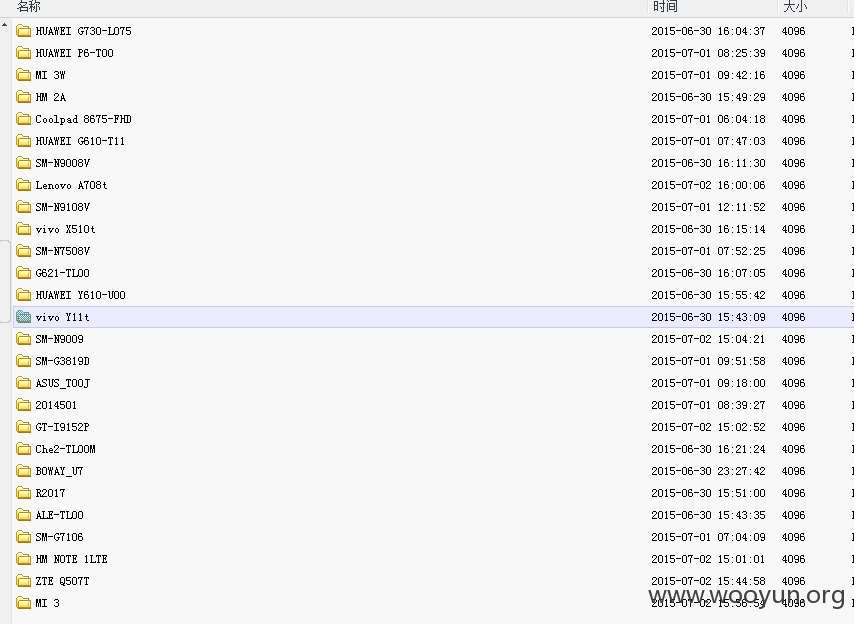 名称 时间 大小
HUAWEI G730-L075 2015-06-30 16:04:37 4096
HUAWEI P6-T00 2015-07-01 08:25:39 4096
MI 3W 2015-07-01 09:42:16 4096
HM 2A 2015-06-30 15:49:29 4096
Coolpad 8675-FHD 2015-07-01 06:04:18 4096
HUAWEI G610-T11 2015-07-01 07:47:03 4096
SM-N9008V 2015-06-30 16:11:30 4096
Lenovo A708t 2015-07-02 16:00:06 4096
SM-N9108V 2015-07-01 12:11:52 4096
vivo X510t 2015-06-30 16:15:14 4096
SM-N7508V 2015-07-01 07:52:25 4096
G621-TL00 2015-06-30 16:07:05 4096
HUAWEI Y610-U00 2015-06-30 15:55:42 4096
vivo Y11t 2015-06-30 15:43:09 4096
SM-N9009 2015-07-02 15:04:21 4096
SM-G3819D 2015-07-01 09:51:58 4096
ASUS_T00J 2015-07-01 09:18:00 4096
2014501 2015-07-01 08:39:27 4096
GT-I9152P 2015-07-02 15:02:52 4096
Che2-TL00M 2015-06-30 16:21:24 4096
BOWAY_U7 2015-06-30 23:27:42 4096
R2017 2015-06-30 15:51:00 4096
ALE-TL00 2015-06-30 15:43:35 4096
SM-G7106 2015-07-01 07:04:09 4096
HM NOTE 1LTE 2015-07-02 15:01:01 4096
ZTE Q507T 2015-07-02 15:44:58 4096
MI 3 2015-07-02 15:56:54 4096
www.wooyun.org